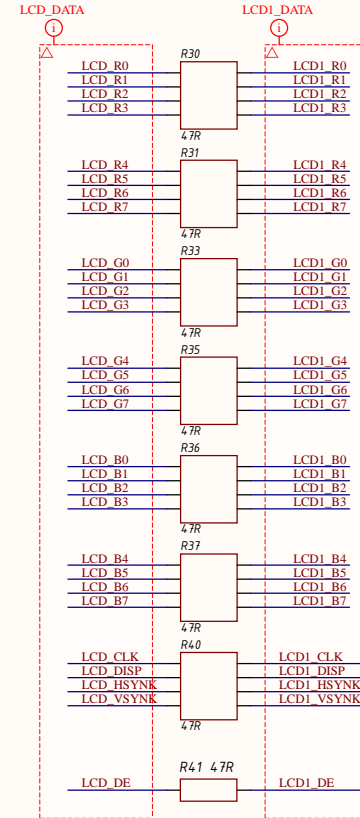 LCD_DATA LCD1_DATA
i i
R30
LCD_R0 LCD1_R0
LCD_R1 LCD1_R1
LCD_R2 LCD1_R2
LCD_R3 LCD1_R3
47R
R31
LCD_R4 LCD1_R4
LCD_R5 LCD1_R5
LCD_R6 LCD1_R6
LCD_R7 LCD1_R7
47R
R33
LCD_G0 LCD1_G0
LCD_G1 LCD1_G1
LCD_G2 LCD1_G2
LCD_G3 LCD1_G3
47R
R35
LCD_G4 LCD1_G4
LCD_G5 LCD1_G5
LCD_G6 LCD1_G6
LCD_G7 LCD1_G7
47R
R36
LCD_B0 LCD1_B0
LCD_B1 LCD1_B1
LCD_B2 LCD1_B2
LCD_B3 LCD1_B3
47R
R37
LCD_B4 LCD1_B4
LCD_B5 LCD1_B5
LCD_B6 LCD1_B6
LCD_B7 LCD1_B7
47R
R40
LCD_CLK LCD1_CLK
LCD_DISP LCD1_DISP
LCD_HSYNK LCD1_HSYNK
LCD_VSYNK LCD1_VSYNK
47R
R41 47R
LCD_DE LCD1_DE